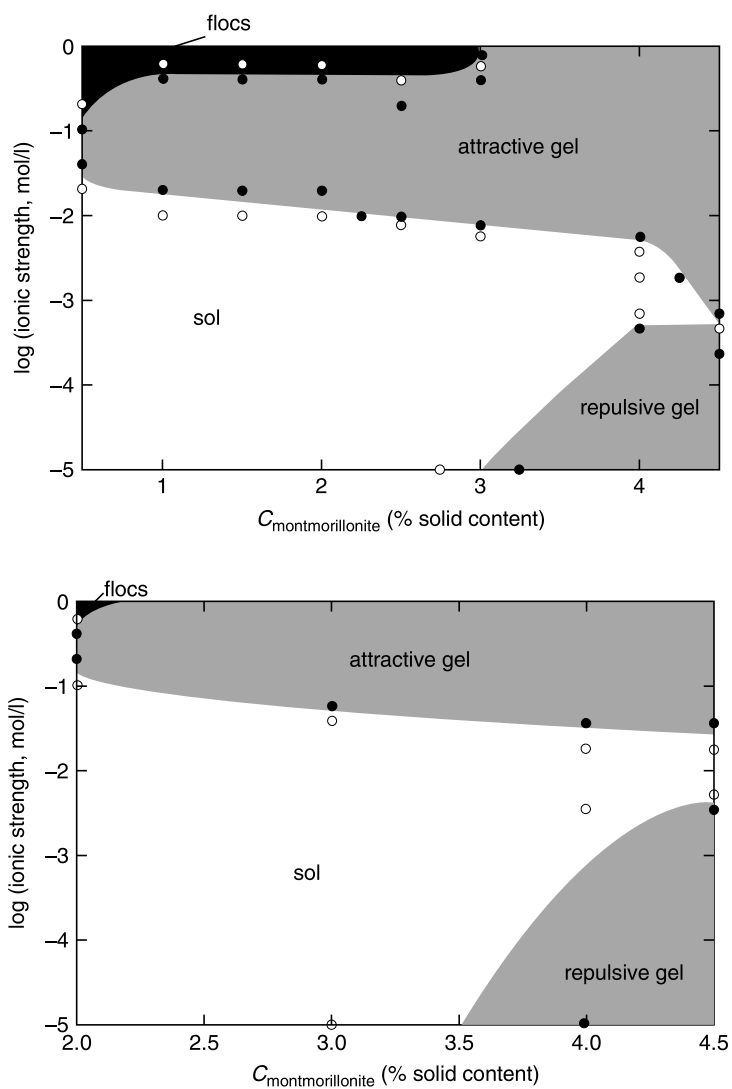 flocs
0
−1
−2
−3
−4
−5
log (ionic strength, mol/l)
attractive gel
sol
repulsive gel
1
2
3
4
Cmontmorillonite (% solid content)
flocs
0
−1
−2
−3
−4
−5
log (ionic strength, mol/l)
attractive gel
sol
repulsive gel
2.0
2.5
3.0
3.5
4.0
4.5
Cmontmorillonite (% solid content)